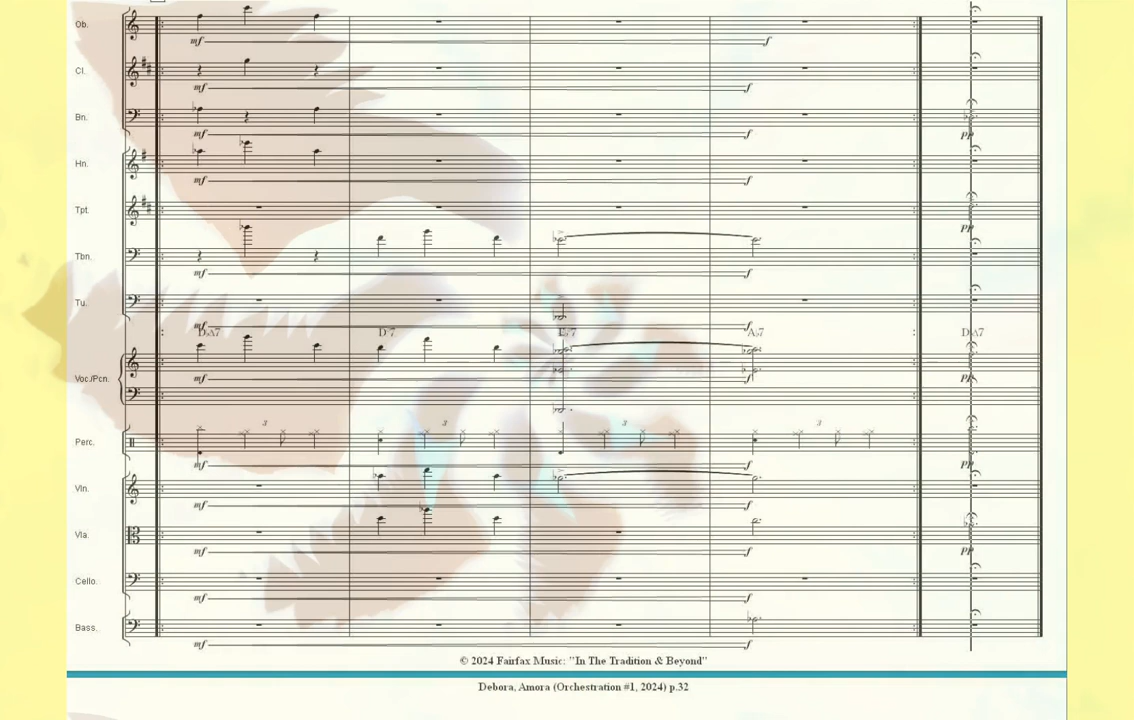 Ob.
mf f
Cl.
mf f
Bn.
mf f pp
Hn.
mf f
Tpt.
pp
Tbn.
mf f
Tu.
mf f
D♭Δ7 D°7 E♭°7 A♭7 D♭Δ7
Voc./Pcn.
mf f pp
3 3 3 3
Perc.
mf f pp
Vln.
mf f
Vla.
mf f pp
Cello.
mf f
Bass.
mf f
© 2024 Fairfax Music: "In The Tradition & Beyond"
Debora, Amora (Orchestration #1, 2024) p.32